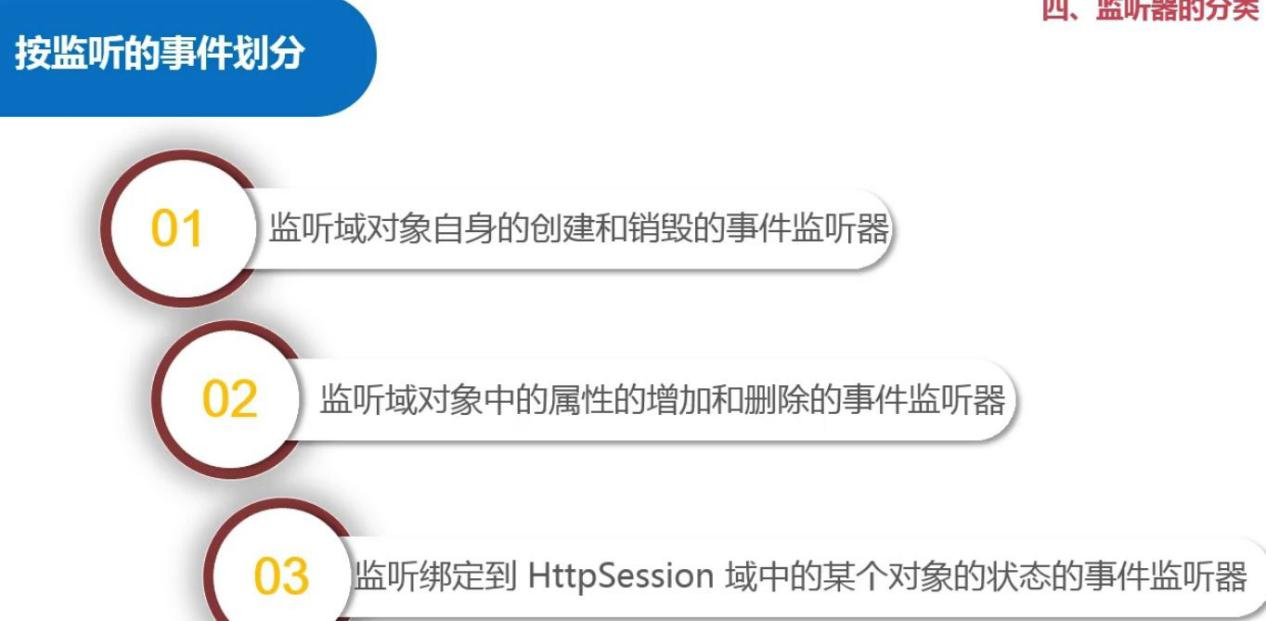 四、监听器的分类
按监听的事件划分
01
监听域对象自身的创建和销毁的事件监听器
02
监听域对象中的属性的增加和删除的事件监听器
03
监听绑定到 HttpSession 域中的某个对象的状态的事件监听器